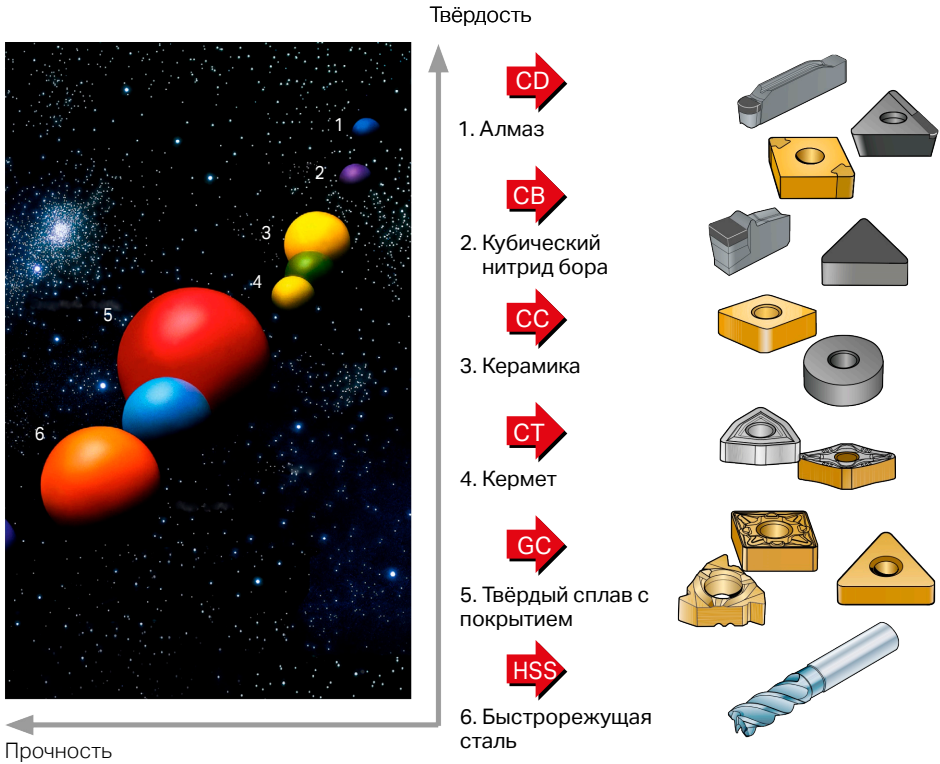 Твёрдость
CD
1. Алмаз
CB
2. Кубический
нитрид бора
CC
3. Керамика
CT
4. Кермет
GC
5. Твёрдый сплав с
покрытием
HSS
6. Быстрорежущая
сталь
1
2
3
4
5
6
Прочность